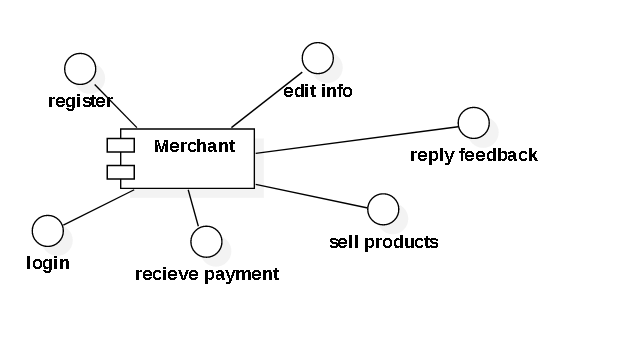 edit info
register
Merchant
reply feedback
sell products
login
recieve payment